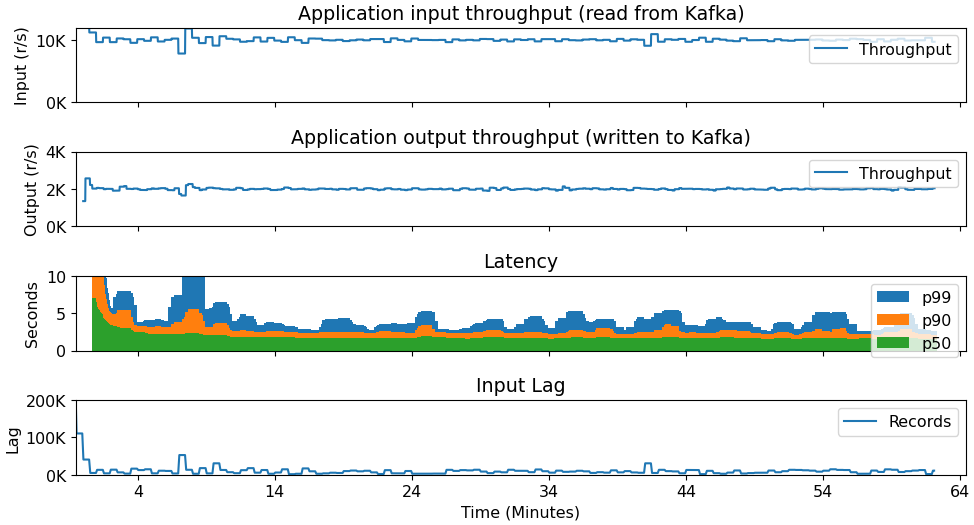 Application input throughput (read from Kafka)
Input (r/s)
10K
0K
Throughput
Application output throughput (written to Kafka)
Output (r/s)
4K
2K
0K
Throughput
Latency
Seconds
10
5
0
p99
p90
p50
Input Lag
Lag
200K
100K
0K
Records
4 14 24 34 44 54 64
Time (Minutes)